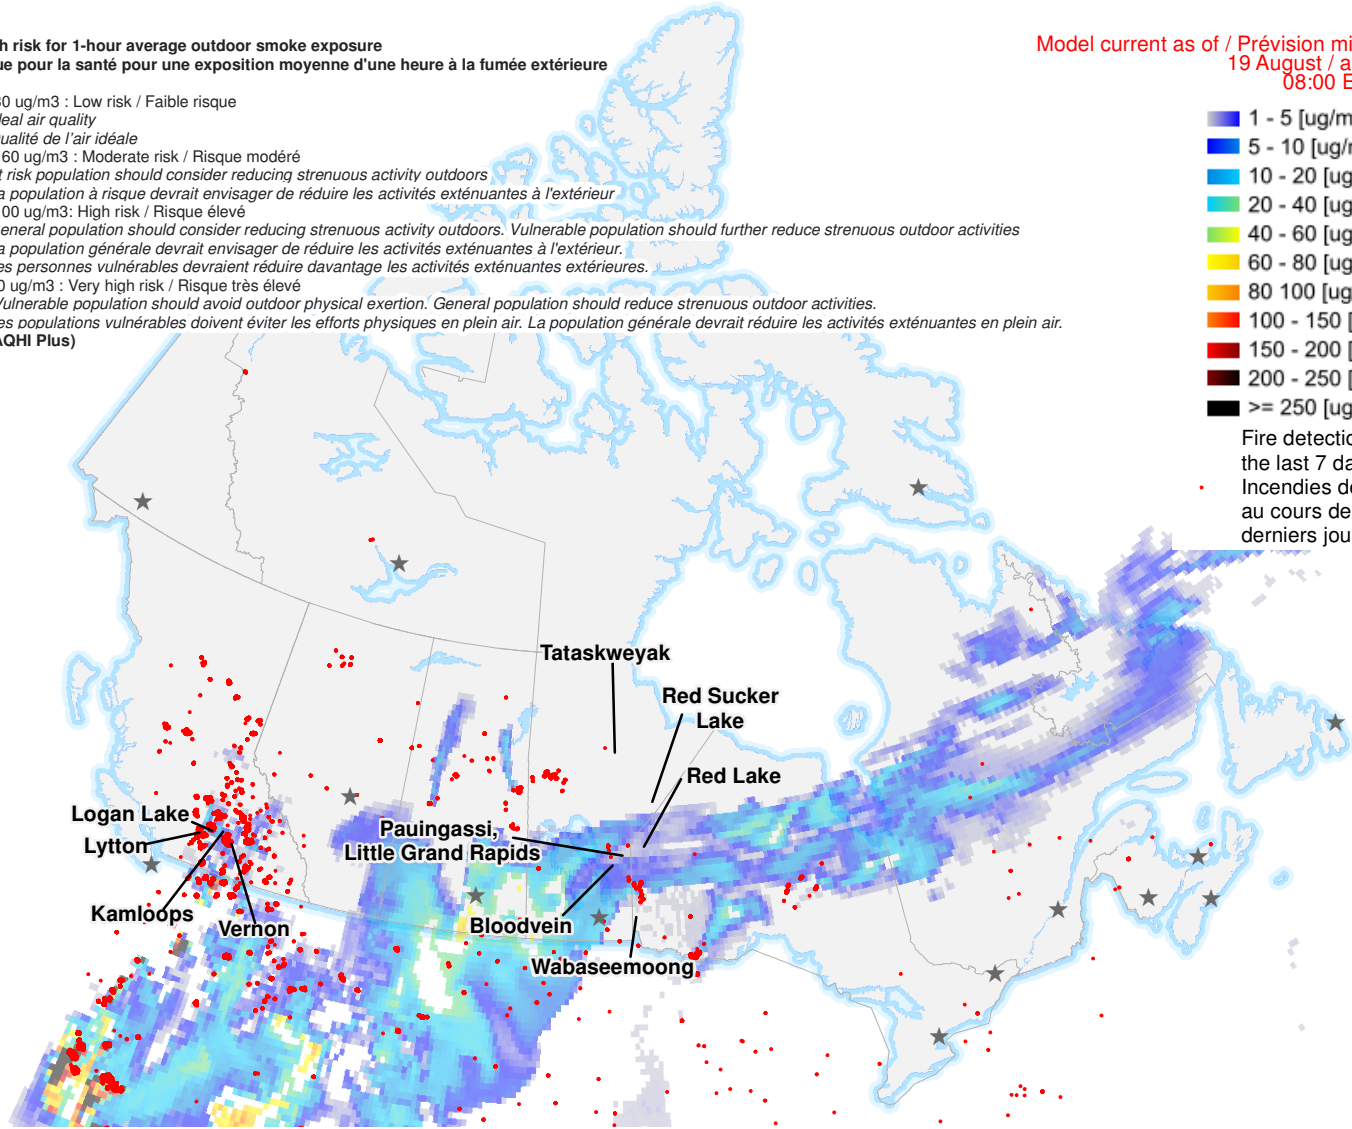 h risk for 1-hour average outdoor smoke exposure
ue pour la santé pour une exposition moyenne d'une heure à la fumée extérieure
30 ug/m3 : Low risk / Faible risque
leal air quality
ualité de l'air idéale
60 ug/m3 : Moderate risk / Risque modéré
t risk population should consider reducing strenuous activity outdoors
a population à risque devrait envisager de réduire les activités exténuantes à l'extérieur
00 ug/m3: High risk / Risque élevé
eneral population should consider reducing strenuous activity outdoors. Vulnerable population should further reduce strenuous outdoor activities
a population générale devrait envisager de réduire les activités exténuantes à l'extérieur.
es personnes vulnérables devraient réduire davantage les activités exténuantes extérieures.
0 ug/m3 : Very high risk / Risque très élevé
Vulnerable population should avoid outdoor physical exertion. General population should reduce strenuous outdoor activities.
es populations vulnérables doivent éviter les efforts physiques en plein air. La population générale devrait réduire les activités exténuantes en plein air.
AQHI Plus)
Model current as of / Prévision mi
19 August / a
08:00 E
1 - 5 [ug/m
5 - 10 [ug/m
10 - 20 [ug
20 - 40 [ug
40 - 60 [ug
60 - 80 [ug
80 100 [ug
100 - 150 [
150 - 200 [
200 - 250 [
>= 250 [ug
Fire detectio
the last 7 da
Incendies de
au cours de
derniers jou
Tataskweyak
Red Sucker
Lake
Red Lake
Logan Lake
Lytton
Pauingassi,
Little Grand Rapids
Kamloops
Vernon
Bloodvein
Wabaseemoong